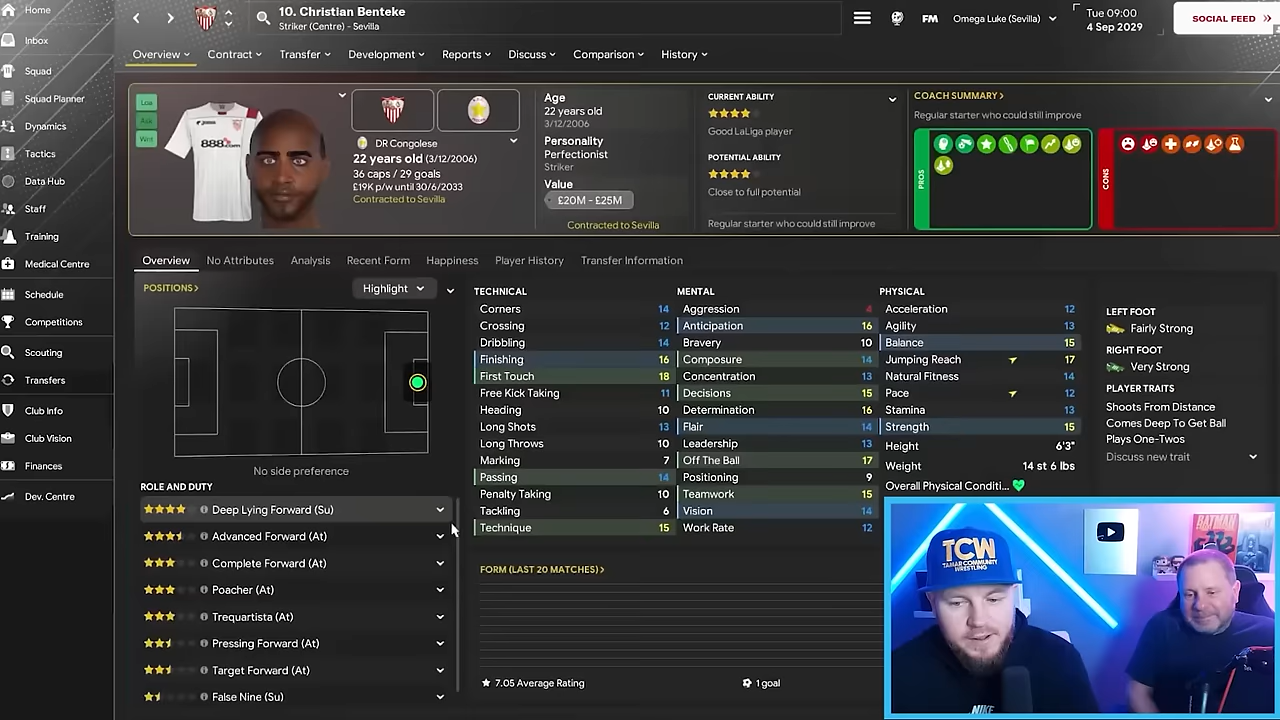 Home
Inbox
Squad
Squad Planner
Dynamics
Tactics
Data Hub
Staff
Training
Medical Centre
Schedule
Competitions
Scouting
Transfers
Club Info
Club Vision
Finances
Dev. Centre
10. Christian Benteke
Striker (Centre) - Sevilla
FM
Omega Luke (Sevilla)
Tue 09:00
4 Sep 2029
SOCIAL FEED
Overview
Contract
Transfer
Development
Reports
Discuss
Comparison
History
Loa
Wnt
888.com
DR Congolese
22 years old (3/12/2006)
36 caps / 29 goals
£19K p/w until 30/6/2033
Contracted to Sevilla
Age
22 years old
3/12/2006
Personality
Perfectionist
Striker
Value
£20M - £25M
Contracted to Sevilla
CURRENT ABILITY
Good LaLiga player
POTENTIAL ABILITY
Close to full potential
Regular starter who could still improve
COACH SUMMARY
Regular starter who could still improve
PROS
CONS
Overview
No Attributes
Analysis
Recent Form
Happiness
Player History
Transfer Information
POSITIONS
Highlight
No side preference
ROLE AND DUTY
Deep Lying Forward (Su)
Advanced Forward (At)
Complete Forward (At)
Poacher (At)
Trequartista (At)
Pressing Forward (At)
Target Forward (At)
False Nine (Su)
TECHNICAL
Corners 14
Crossing 12
Dribbling 14
Finishing 16
First Touch 18
Free Kick Taking 11
Heading 10
Long Shots 13
Long Throws 10
Marking 7
Passing 14
Penalty Taking 10
Tackling 6
Technique 15
MENTAL
Aggression 4
Anticipation 16
Bravery 10
Composure 14
Concentration 13
Decisions 15
Determination 16
Flair 14
Leadership 13
Off The Ball 17
Positioning 9
Teamwork 15
Vision 14
Work Rate 12
PHYSICAL
Acceleration 12
Agility 13
Balance 15
Jumping Reach 17
Natural Fitness 14
Pace 12
Stamina 13
Strength 15
Height 6'3"
Weight 14 st 6 lbs
Overall Physical Conditi...
LEFT FOOT
Fairly Strong
RIGHT FOOT
Very Strong
PLAYER TRAITS
Shoots From Distance
Comes Deep To Get Ball
Plays One-Twos
Discuss new trait
FORM (LAST 20 MATCHES)
7.05 Average Rating
1 goal
TCW
TAMAR COMMUNITY
WRESTLING
BATMAN
NIKE